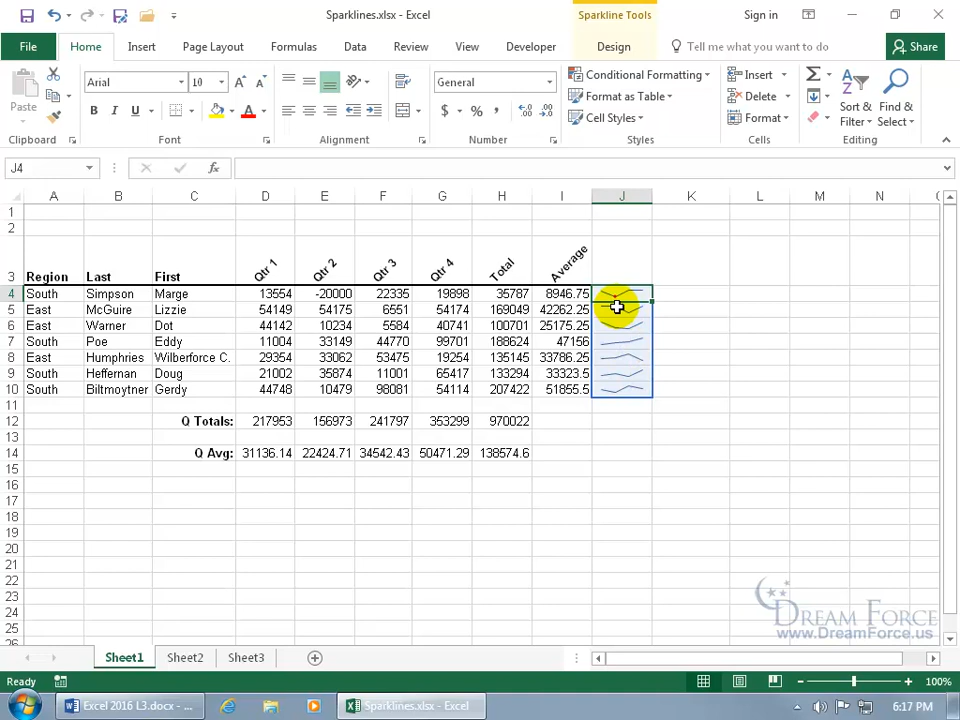 Sparklines.xlsx - Excel
Sparkline Tools
Sign in
File
Home
Insert
Page Layout
Formulas
Data
Review
View
Developer
Design
Tell me what you want to do
Share
Paste
Arial
10
General
Conditional Formatting
Insert
Format as Table
Delete
Cell Styles
Format
Sort & Filter
Find & Select
Clipboard
Font
Alignment
Number
Styles
Cells
Editing
J4
fx
A B C D E F G H I J K L M N
1
2
3 Region Last First Qtr 1 Qtr 2 Qtr 3 Qtr 4 Total Average
4 South Simpson Marge 13554 -20000 22335 19898 35787 8946.75
5 East McGuire Lizzie 54149 54175 6551 54174 169049 42262.25
6 East Warner Dot 44142 10234 5584 40741 100701 25175.25
7 South Poe Eddy 11004 33149 44770 99701 188624 47156
8 East Humphries Wilberforce C. 29354 33062 53475 19254 135145 33786.25
9 South Heffernan Doug 21002 35874 11001 65417 133294 33323.5
10 South Biltmoytner Gerdy 44748 10479 98081 54114 207422 51855.5
11
12 Q Totals: 217953 156973 241797 353299 970022
13
14 Q Avg: 31136.14 22424.71 34542.43 50471.29 138574.6
15
16
17
18
19
20
21
22
23
24
25
26
DREAM FORCE
www.DreamForce.us
Sheet1
Sheet2
Sheet3
Ready
100%
Excel 2016 L3.docx - ...
Sparklines.xlsx - Excel
6:17 PM